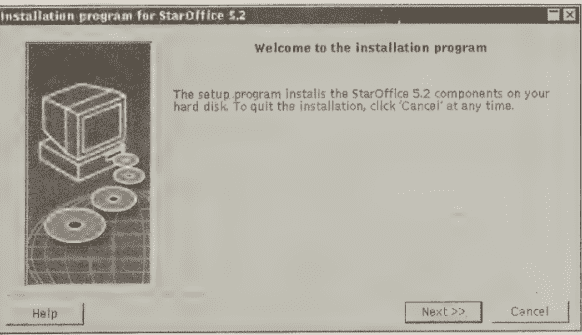 Installation program for StarOffice 5.2
Welcome to the installation program
The setup program installs the StarOffice 5.2 components on your
hard disk. To quit the installation, click 'Cancel' at any time.
Help
Next >>
Cancel